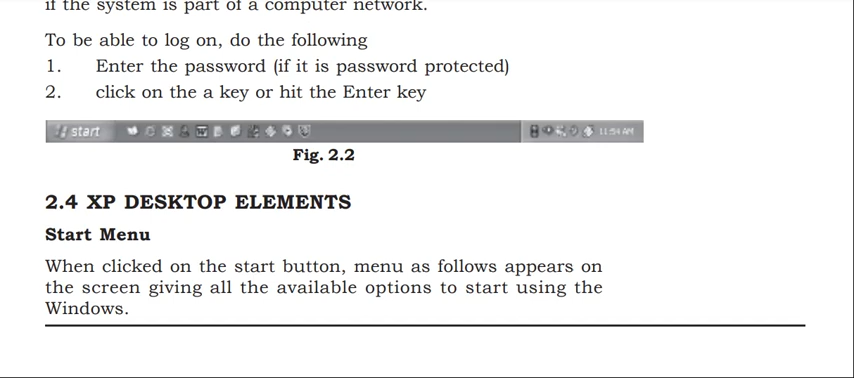 if the system is part of a computer network.
To be able to log on, do the following
1. Enter the password (if it is password protected)
2. click on the a key or hit the Enter key
start 11:54 AM
Fig. 2.2
2.4 XP DESKTOP ELEMENTS
Start Menu
When clicked on the start button, menu as follows appears on
the screen giving all the available options to start using the
Windows.